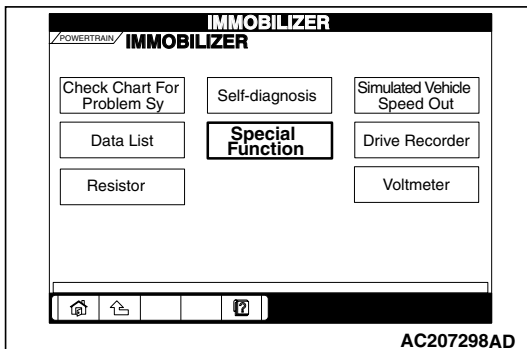 IMMOBILIZER
POWERTRAIN IMMOBILIZER
Check Chart For
Problem Sy
Self-diagnosis
Simulated Vehicle
Speed Out
Data List
Special
Function
Drive Recorder
Resistor
Voltmeter
?
AC207298AD